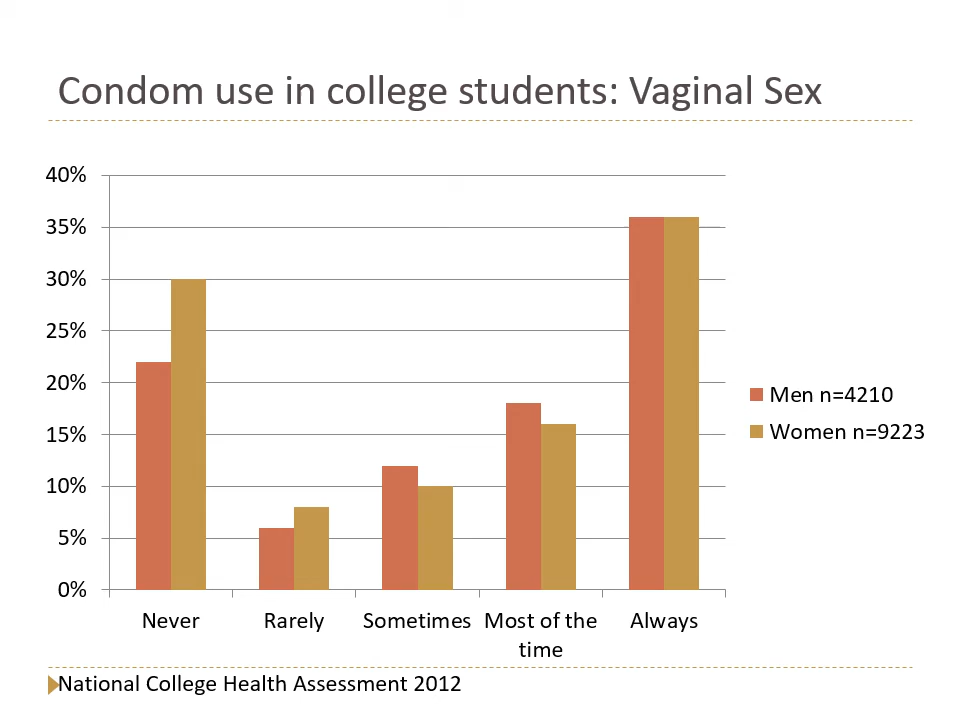 Condom use in college students: Vaginal Sex
40%
35%
30%
25%
20%
15%
10%
5%
0%
Never
Rarely
Sometimes
Most of the
time
Always
Men n=4210
Women n=9223
National College Health Assessment 2012